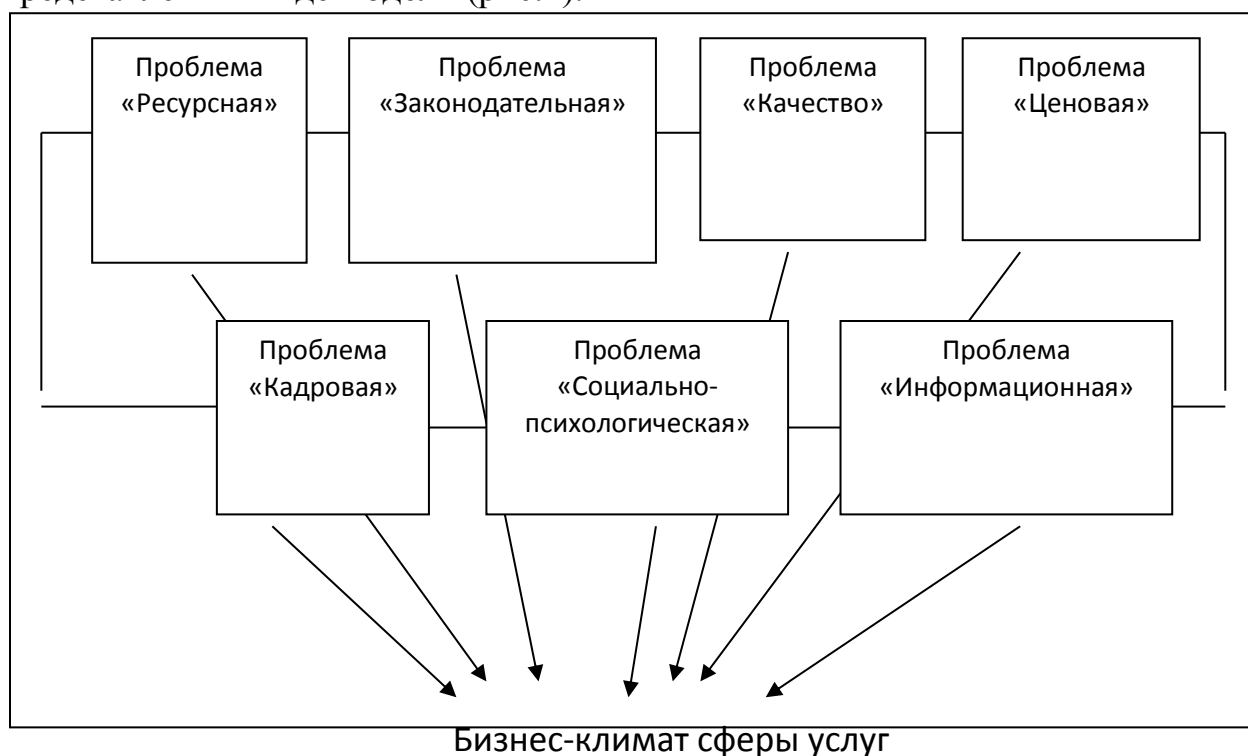 Проблема
«Ресурсная»
Проблема
«Законодательная»
Проблема
«Качество»
Проблема
«Ценовая»
Проблема
«Кадровая»
Проблема
«Социально-
психологическая»
Проблема
«Информационная»
Бизнес-климат сферы услуг